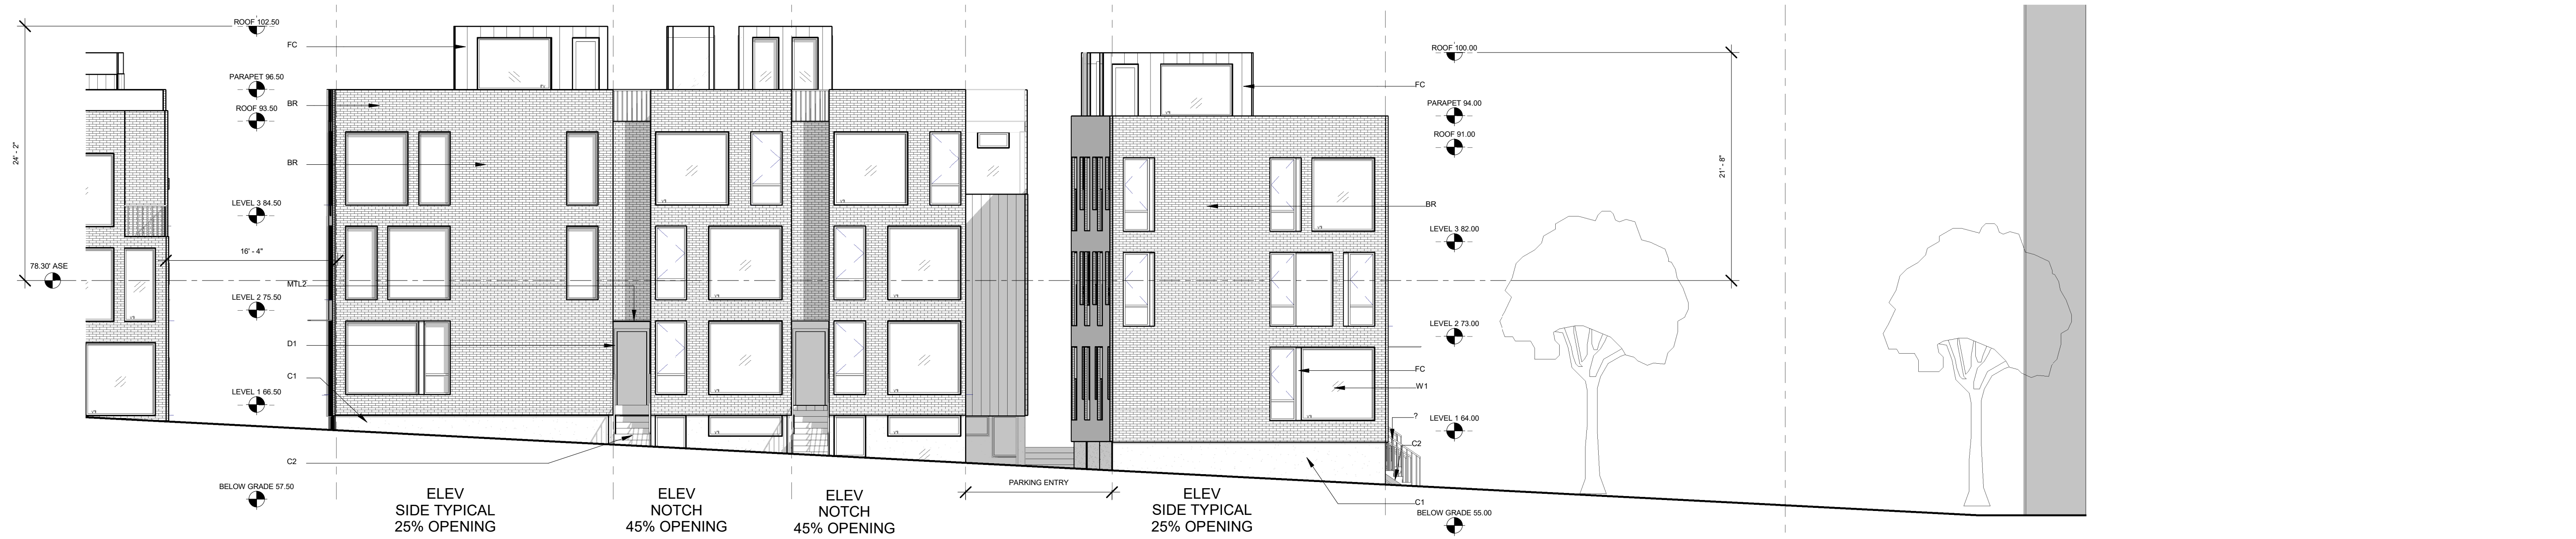 ROOF 102.50
FC
PARAPET 96.50
BR
ROOF 93.50
24' - 2"
BR
LEVEL 3 84.50
16' - 4"
78.30' ASE
MTL2
LEVEL 2 75.50
D1
C1
LEVEL 1 66.50
C2
BELOW GRADE 57.50
ELEV
SIDE TYPICAL
25% OPENING
ELEV
NOTCH
45% OPENING
ELEV
NOTCH
45% OPENING
PARKING ENTRY
ELEV
SIDE TYPICAL
25% OPENING
ROOF 100.00
FC
PARAPET 94.00
ROOF 91.00
21' - 8"
BR
LEVEL 3 82.00
LEVEL 2 73.00
FC
W1
?
LEVEL 1 64.00
C2
C1
BELOW GRADE 55.00